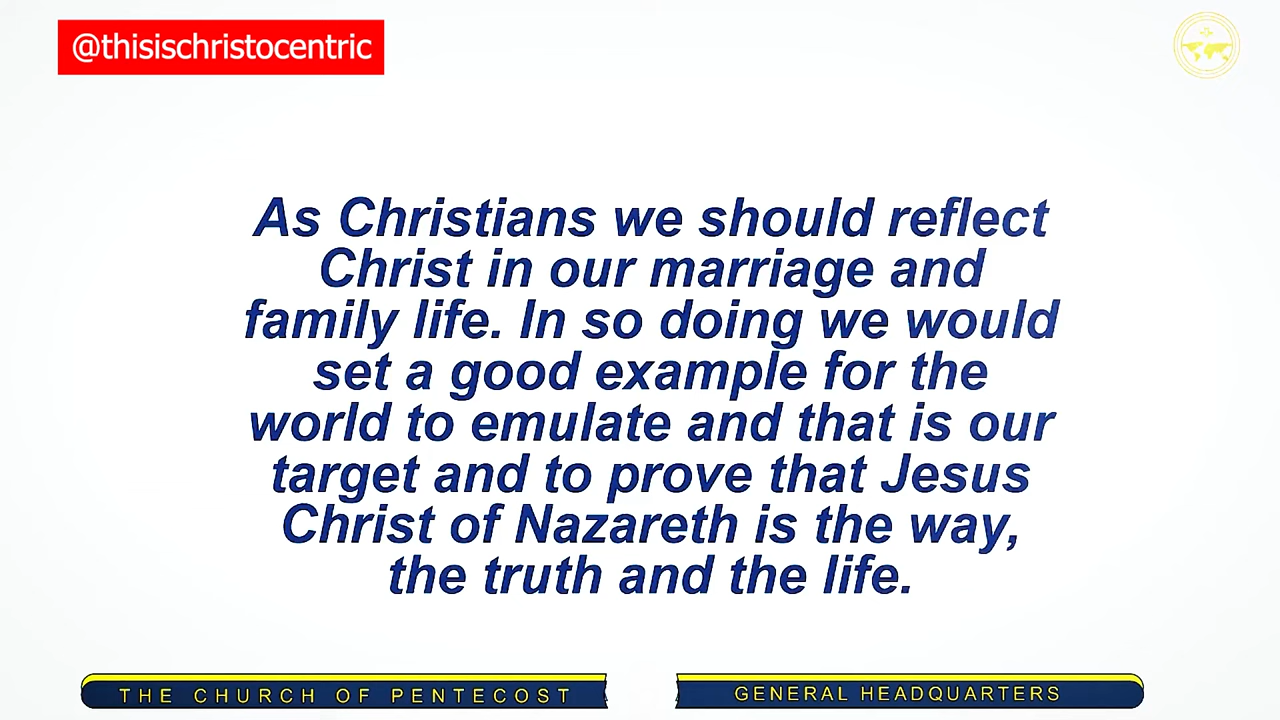 @thisischristocentric
As Christians we should reflect
Christ in our marriage and
family life. In so doing we would
set a good example for the
world to emulate and that is our
target and to prove that Jesus
Christ of Nazareth is the way,
the truth and the life.
THE CHURCH OF PENTECOST
GENERAL HEADQUARTERS